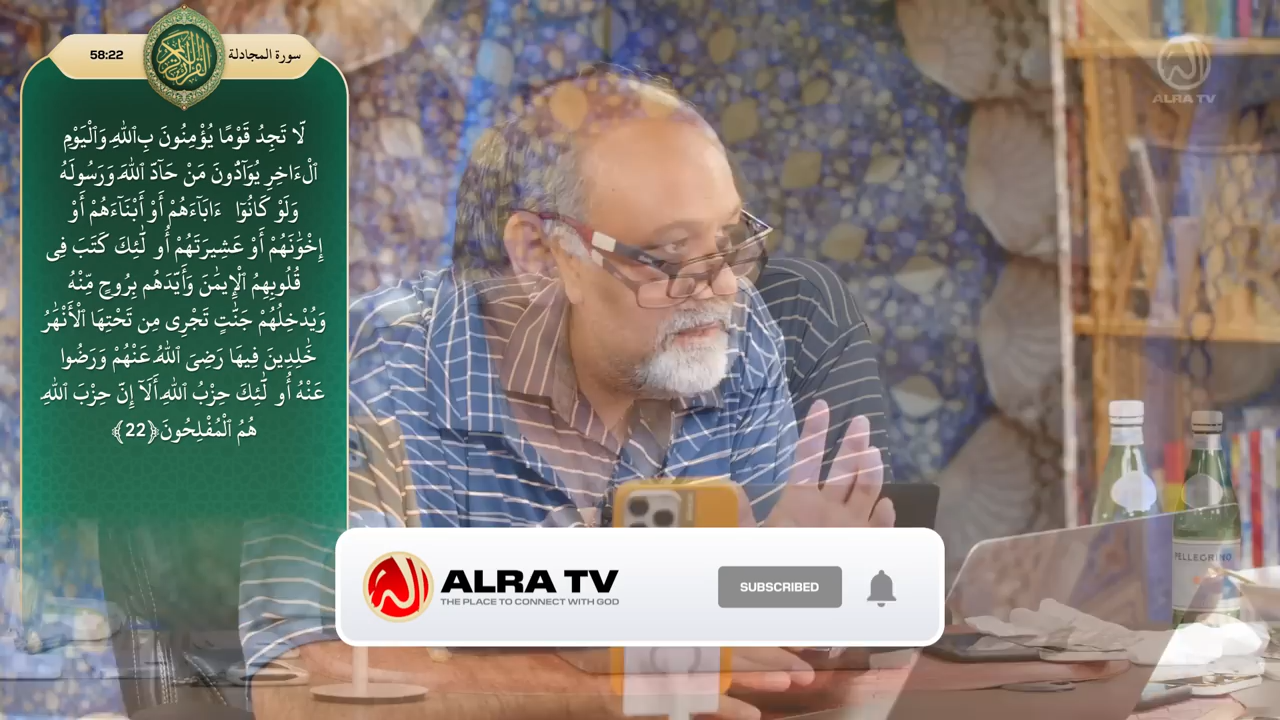 58:22
سورة المجادلة
لَّا تَجِدُ قَوْمًا يُؤْمِنُونَ بِٱللَّهِ وَٱلْيَوْمِ
ٱلْـَٔاخِرِ يُوَآدُّونَ مَنْ حَآدَّ ٱللَّهَ وَرَسُولَهُ
وَلَوْ كَانُوٓا۟ ءَابَآءَهُمْ أَوْ أَبْنَآءَهُمْ أَوْ
إِخْوَٰنَهُمْ أَوْ عَشِيرَتَهُمْ أُو۟لَٰٓئِكَ كَتَبَ فِى
قُلُوبِهِمُ ٱلْإِيمَٰنَ وَأَيَّدَهُم بِرُوحٍ مِّنْهُ
وَيُدْخِلُهُمْ جَنَّٰتٍ تَجْرِى مِن تَحْتِهَا ٱلْأَنْهَٰرُ
خَٰلِدِينَ فِيهَا رَضِىَ ٱللَّهُ عَنْهُمْ وَرَضُوا۟
عَنْهُ أُو۟لَٰٓئِكَ حِزْبُ ٱللَّهِ أَلَآ إِنَّ حِزْبَ ٱللَّهِ
هُمُ ٱلْمُفْلِحُونَ ﴿22﴾
ALRA TV
ALRA TV
THE PLACE TO CONNECT WITH GOD
SUBSCRIBED
PELLEGRINO